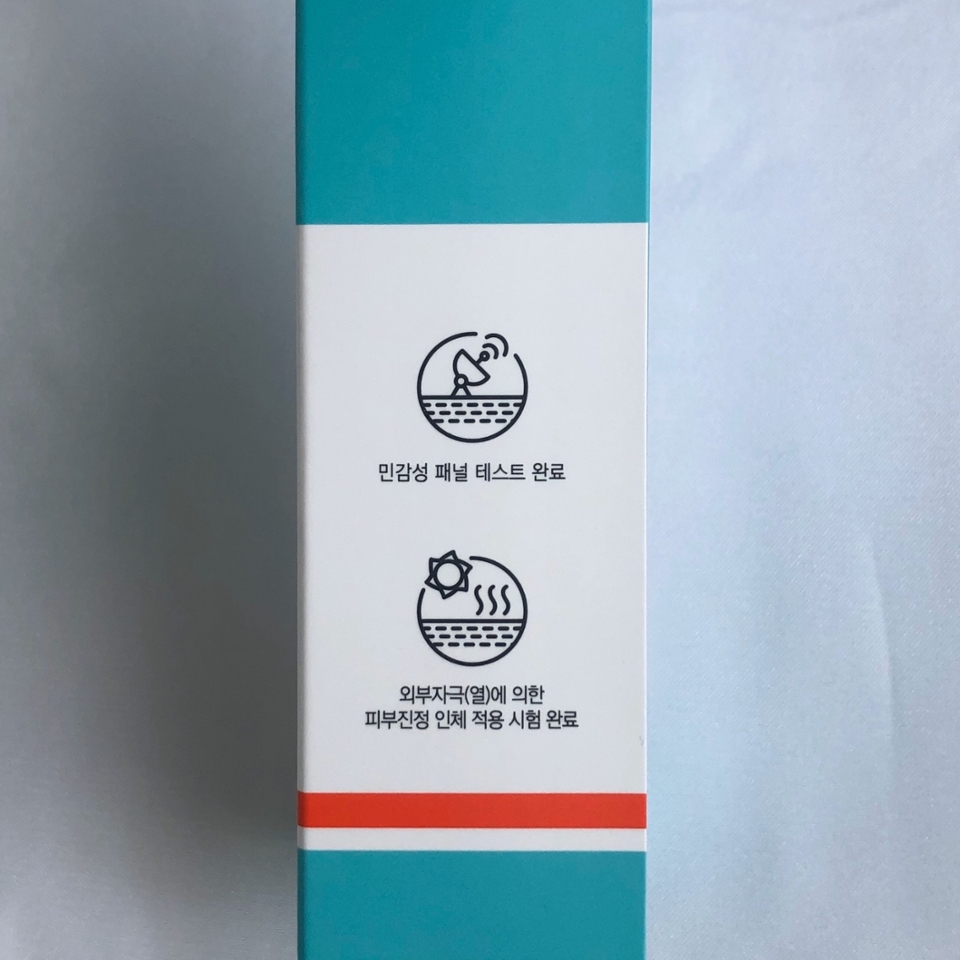 민감성 패널 테스트 완료
외부자극(열)에 의한
피부진정 인체 적용 시험 완료